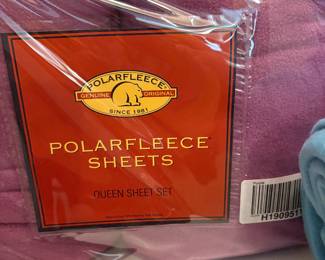 POLARFLEECE
GENUINE ORIGINAL
SINCE 1981
POLARFLEECE
SHEETS
QUEEN SHEET SET
H190951